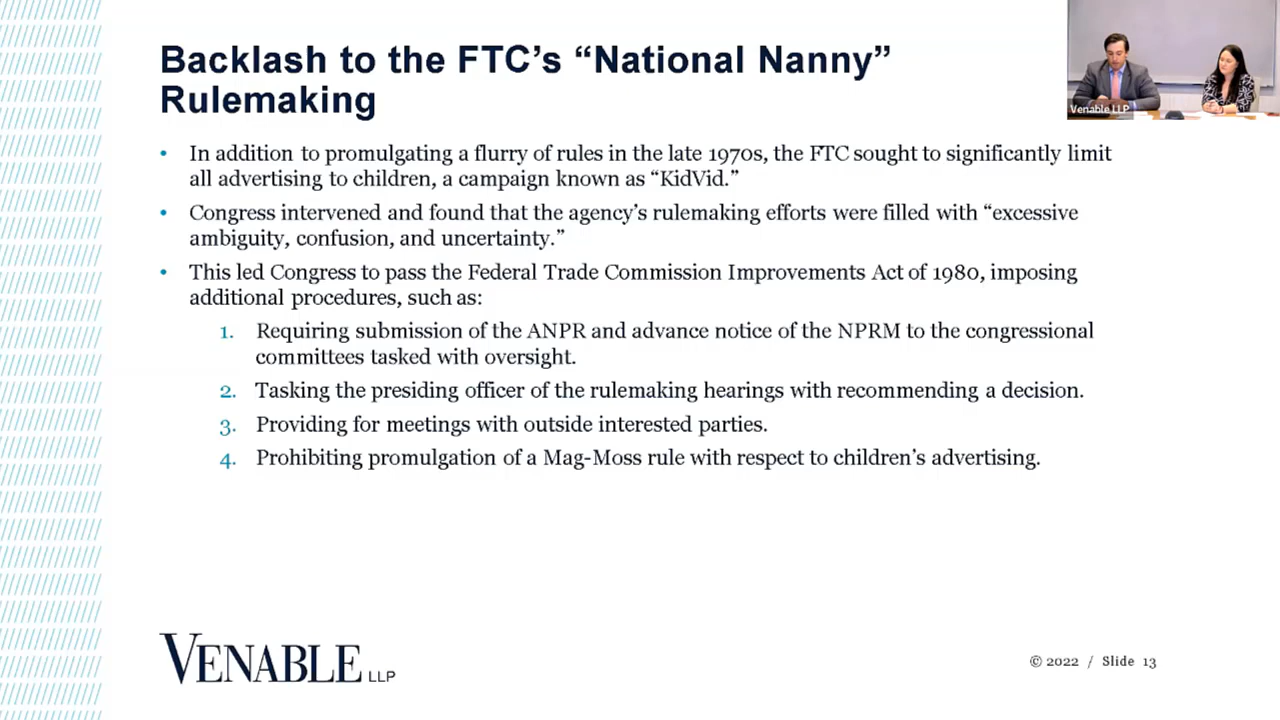 Backlash to the FTC’s “National Nanny”
Rulemaking
Venable LLP
• In addition to promulgating a flurry of rules in the late 1970s, the FTC sought to significantly limit
all advertising to children, a campaign known as “KidVid.”
• Congress intervened and found that the agency’s rulemaking efforts were filled with “excessive
ambiguity, confusion, and uncertainty.”
• This led Congress to pass the Federal Trade Commission Improvements Act of 1980, imposing
additional procedures, such as:
1. Requiring submission of the ANPR and advance notice of the NPRM to the congressional
committees tasked with oversight.
2. Tasking the presiding officer of the rulemaking hearings with recommending a decision.
3. Providing for meetings with outside interested parties.
4. Prohibiting promulgation of a Mag-Moss rule with respect to children’s advertising.
VENABLE LLP
© 2022 / Slide 13